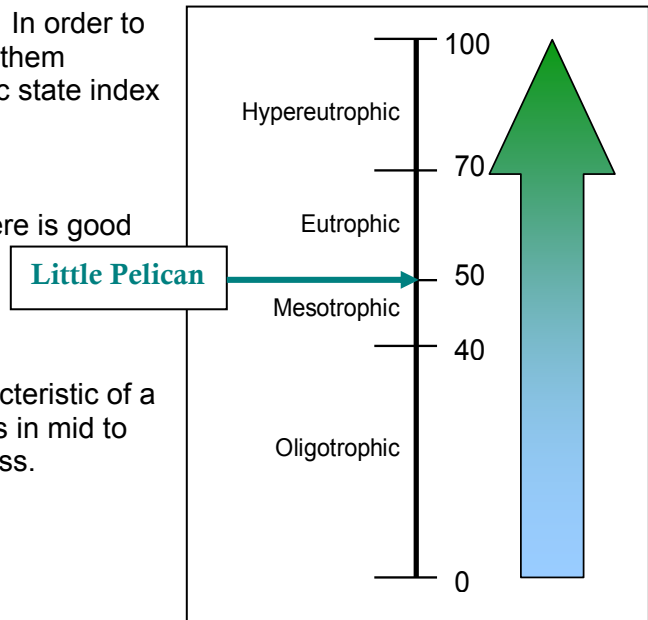 In order to
them
c state index
ere is good
cteristic of a
s in mid to
ss.
Little Pelican
100
Hypereutrophic
70
Eutrophic
50
Mesotrophic
40
Oligotrophic
0